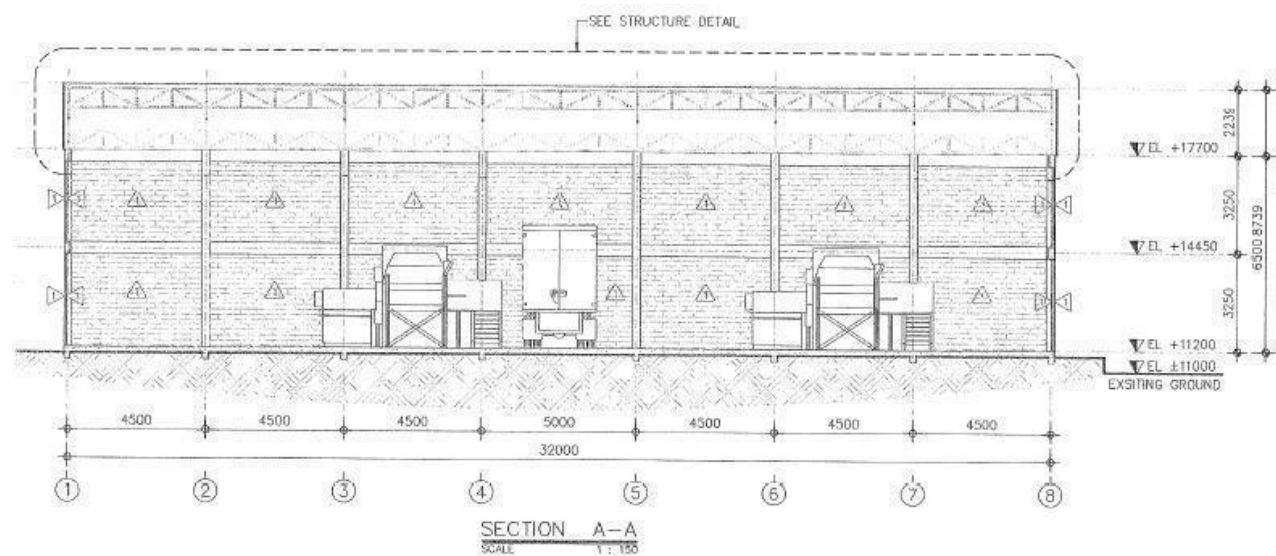 SEE STRUCTURE DETAIL
2239
EL +17700
3250
6500
8739
EL +14450
3250
EL +11200
EL ±11000
EXSITING GROUND
4500 4500 4500 5000 4500 4500 4500
32000
1 2 3 4 5 6 7 8
SECTION A-A
SCALE 1 : 150